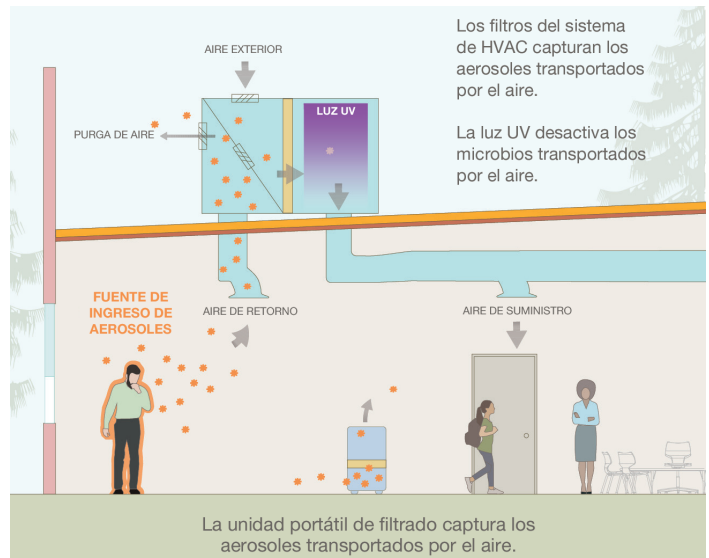 Los filtros del sistema
de HVAC capturan los
aerosoles transportados
por el aire.
La luz UV desactiva los
microbios transportados
por el aire.
AIRE EXTERIOR
LUZ UV
PURGA DE AIRE
FUENTE DE
INGRESO DE
AEROSOLES
AIRE DE RETORNO
AIRE DE SUMINISTRO
La unidad portátil de filtrado captura los
aerosoles transportados por el aire.